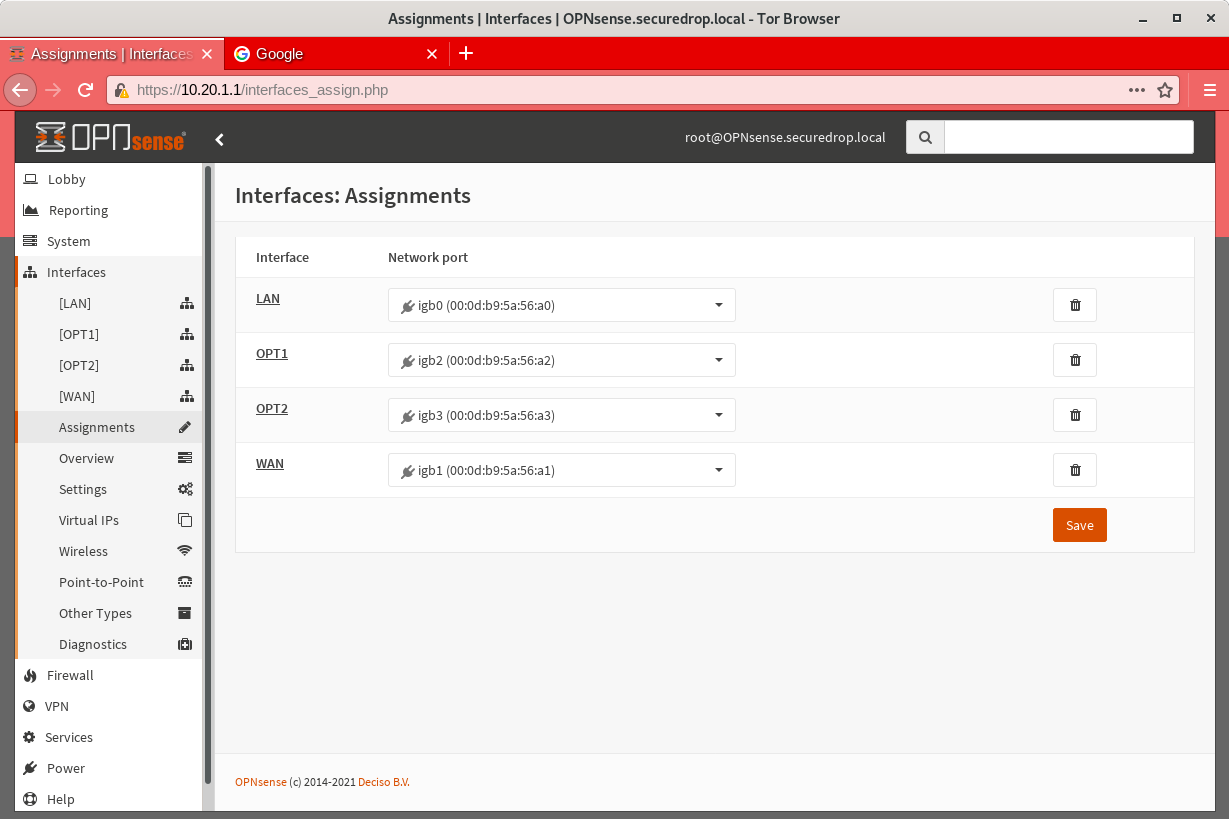 Assignments | Interfaces | OPNsense.securedrop.local - Tor Browser
Assignments | Interfaces
Google
https://10.20.1.1/interfaces_assign.php
OPNsense
root@OPNsense.securedrop.local
Lobby
Reporting
System
Interfaces
[LAN]
[OPT1]
[OPT2]
[WAN]
Assignments
Overview
Settings
Virtual IPs
Wireless
Point-to-Point
Other Types
Diagnostics
Firewall
VPN
Services
Power
Help
Interfaces: Assignments
Interface Network port
LAN igb0 (00:0d:b9:5a:56:a0)
OPT1 igb2 (00:0d:b9:5a:56:a2)
OPT2 igb3 (00:0d:b9:5a:56:a3)
WAN igb1 (00:0d:b9:5a:56:a1)
Save
OPNsense (c) 2014-2021 Deciso B.V.